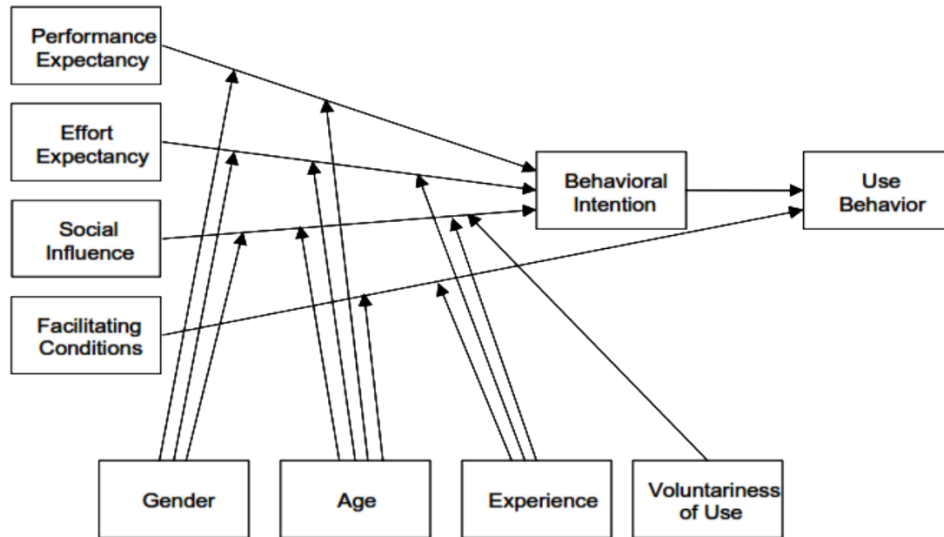 Performance
Expectancy
Effort
Expectancy
Social
Influence
Facilitating
Conditions
Behavioral
Intention
Use
Behavior
Gender
Age
Experience
Voluntariness
of Use